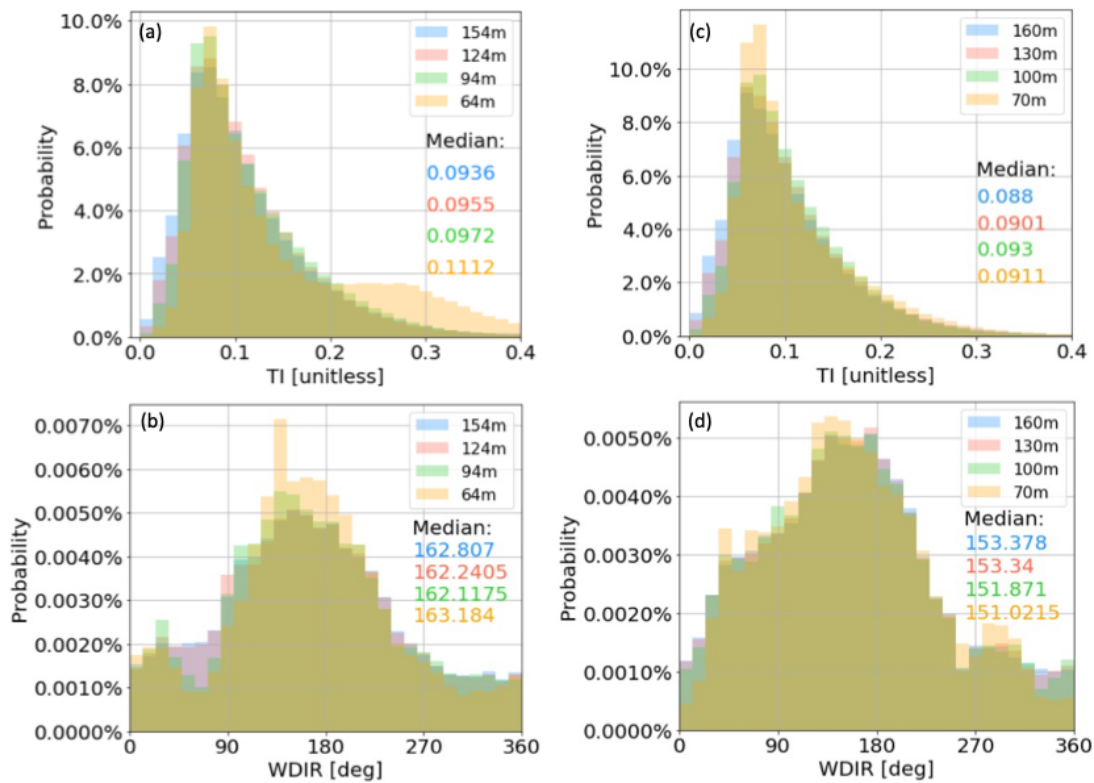 (a)
10.0%
8.0%
6.0%
4.0%
2.0%
0.0%
Probability
154m
124m
94m
64m
Median:
0.0936
0.0955
0.0972
0.1112
0.0
0.1
0.2
0.3
0.4
TI [unitless]
(c)
10.0%
8.0%
6.0%
4.0%
2.0%
0.0%
Probability
160m
130m
100m
70m
Median:
0.088
0.0901
0.093
0.0911
0.0
0.1
0.2
0.3
0.4
TI [unitless]
(b)
0.0070%
0.0060%
0.0050%
0.0040%
0.0030%
0.0020%
0.0010%
0.0000%
Probability
154m
124m
94m
64m
Median:
162.807
162.2405
162.1175
163.184
0
90
180
270
360
WDIR [deg]
(d)
0.0050%
0.0040%
0.0030%
0.0020%
0.0010%
0.0000%
Probability
160m
130m
100m
70m
Median:
153.378
153.34
151.871
151.0215
0
90
180
270
360
WDIR [deg]